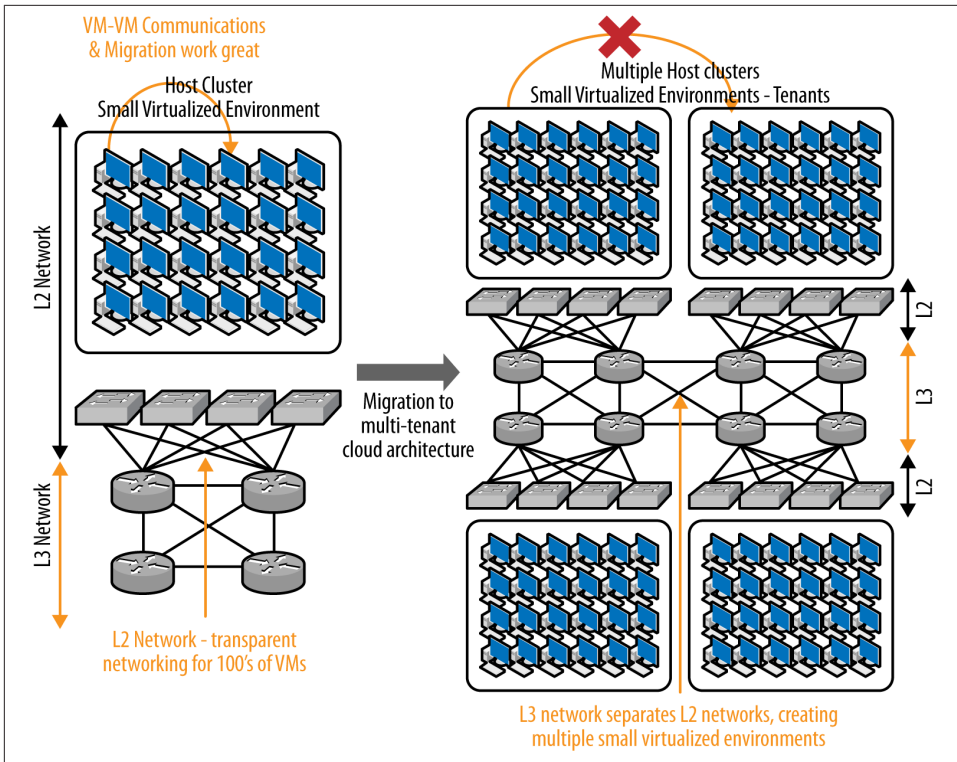 VM-VM Communications
& Migration work great
Host Cluster
Small Virtualized Environment
L2 Network
L3 Network
L2 Network - transparent
networking for 100's of VMs
Migration to
multi-tenant
cloud architecture
Multiple Host clusters
Small Virtualized Environments - Tenants
L2
L3
L2
L3 network separates L2 networks, creating
multiple small virtualized environments